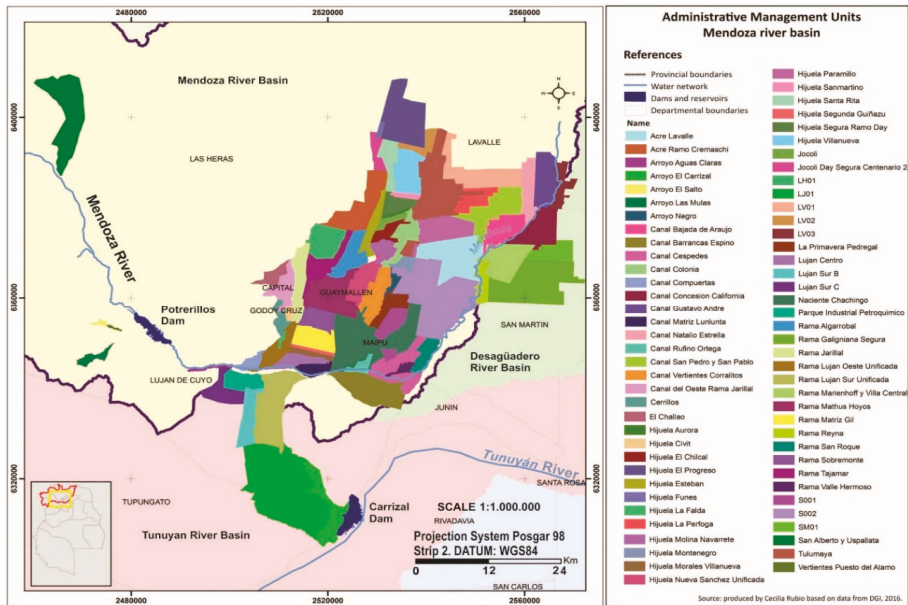 2480000
2520000
2560000
Mendoza River Basin
LAS HERAS
LAVALLE
N
W
E
S
6400000
6400000
Mendoza River
Mendoza
CAPITAL
GUAYMALLEN
GODOY CRUZ
Potrerillos
Dam
MAIPU
SAN MARTIN
Desagüadero
River Basin
LUJAN DE CUYO
JUNIN
Tunuyán River
SANTA ROSA
6320000
6320000
TUPUNGATO
Carrizal
Dam
SCALE 1:1.000.000
RIVADAVIA
Tunuyan River Basin
Projection System Posgar 98
Strip 2. DATUM: WGS84
Km
0
12
24
SAN CARLOS
2480000
2520000
2560000
Administrative Management Units
Mendoza river basin
References
Provincial boundaries
Water network
Dams and reservoirs
Departmental boundaries
Name
Acre Lavalle
Acre Ramo Cremaschi
Arroyo Aguas Claras
Arroyo El Carrizal
Arroyo El Salto
Arroyo Las Mulas
Arroyo Negro
Canal Bajada de Araujo
Canal Barrancas Espino
Canal Cespedes
Canal Colonia
Canal Compuertas
Canal Concesion California
Canal Gustavo Andre
Canal Matriz Lunlunta
Canal Natalio Estrella
Canal Rufino Ortega
Canal San Pedro y San Pablo
Canal Vertientes Corralitos
Canal del Oeste Rama Jarillal
Cerrillos
El Challao
Hijuela Aurora
Hijuela Civit
Hijuela El Chilcal
Hijuela El Progreso
Hijuela Esteban
Hijuela Funes
Hijuela La Falda
Hijuela La Perfoga
Hijuela Molina Navarrete
Hijuela Montenegro
Hijuela Morales Villanueva
Hijuela Nueva Sanchez Unificada
Hijuela Paramillo
Hijuela Sanmartino
Hijuela Santa Rita
Hijuela Segunda Guiñazu
Hijuela Segura Ramo Day
Hijuela Villanueva
Jocoli
Jocoli Day Segura Centenario 2
LH01
LJ01
LV01
LV02
LV03
La Primavera Pedregal
Lujan Centro
Lujan Sur B
Lujan Sur C
Naciente Chachingo
Parque Industrial Petroquimico
Rama Algarrobal
Rama Galigniana Segura
Rama Jarillal
Rama Lujan Oeste Unificada
Rama Lujan Sur Unificada
Rama Marienhoff y Villa Central
Rama Mathus Hoyos
Rama Matriz Gil
Rama Reyna
Rama San Roque
Rama Sobremonte
Rama Tajamar
Rama Valle Hermoso
S001
S002
SM01
San Alberto y Uspallata
Tulumaya
Vertientes Puesto del Alamo
Source: produced by Cecilia Rubio based on data from DGI, 2016.